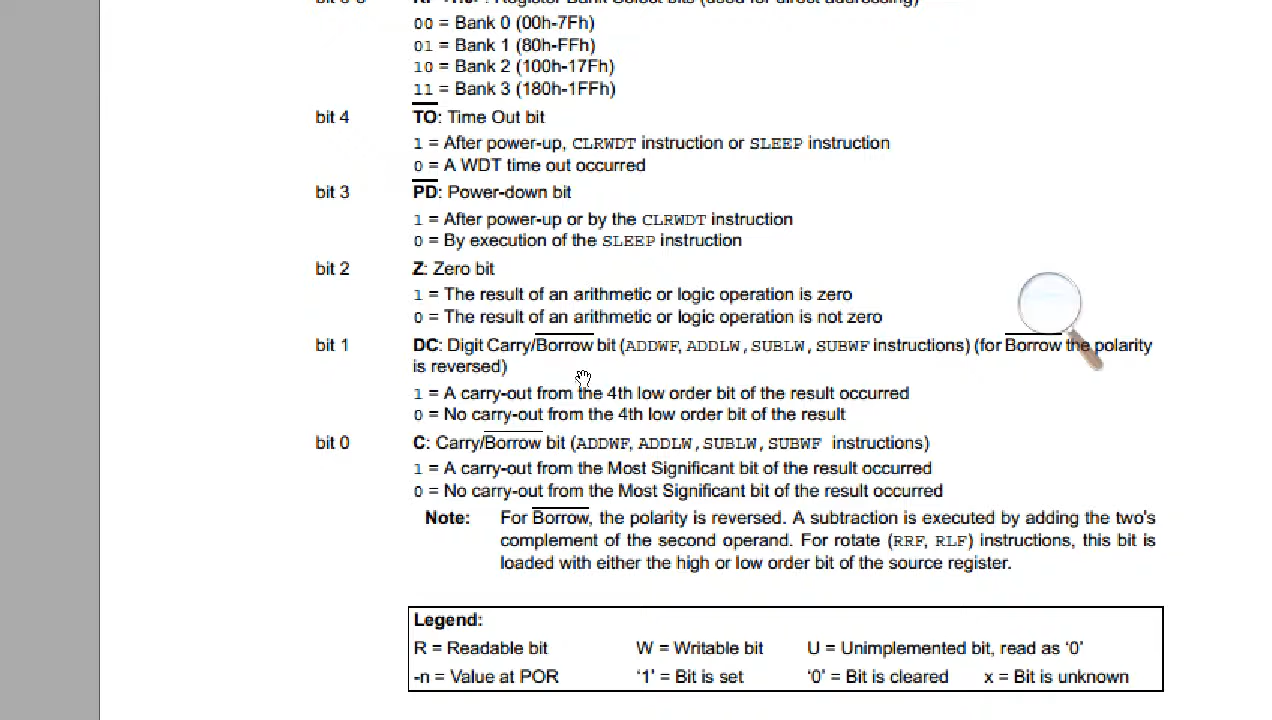 00 = Bank 0 (00h-7Fh)
01 = Bank 1 (80h-FFh)
10 = Bank 2 (100h-17Fh)
11 = Bank 3 (180h-1FFh)
bit 4 TO: Time Out bit
1 = After power-up, CLRWDT instruction or SLEEP instruction
0 = A WDT time out occurred
bit 3 PD: Power-down bit
1 = After power-up or by the CLRWDT instruction
0 = By execution of the SLEEP instruction
bit 2 Z: Zero bit
1 = The result of an arithmetic or logic operation is zero
0 = The result of an arithmetic or logic operation is not zero
bit 1 DC: Digit Carry/Borrow bit (ADDWF, ADDLW, SUBLW, SUBWF instructions) (for Borrow the polarity
is reversed)
1 = A carry-out from the 4th low order bit of the result occurred
0 = No carry-out from the 4th low order bit of the result
bit 0 C: Carry/Borrow bit (ADDWF, ADDLW, SUBLW, SUBWF instructions)
1 = A carry-out from the Most Significant bit of the result occurred
0 = No carry-out from the Most Significant bit of the result occurred
Note: For Borrow, the polarity is reversed. A subtraction is executed by adding the two's
complement of the second operand. For rotate (RRF, RLF) instructions, this bit is
loaded with either the high or low order bit of the source register.
Legend:
R = Readable bit W = Writable bit U = Unimplemented bit, read as ‘0’
-n = Value at POR ‘1’ = Bit is set ‘0’ = Bit is cleared x = Bit is unknown